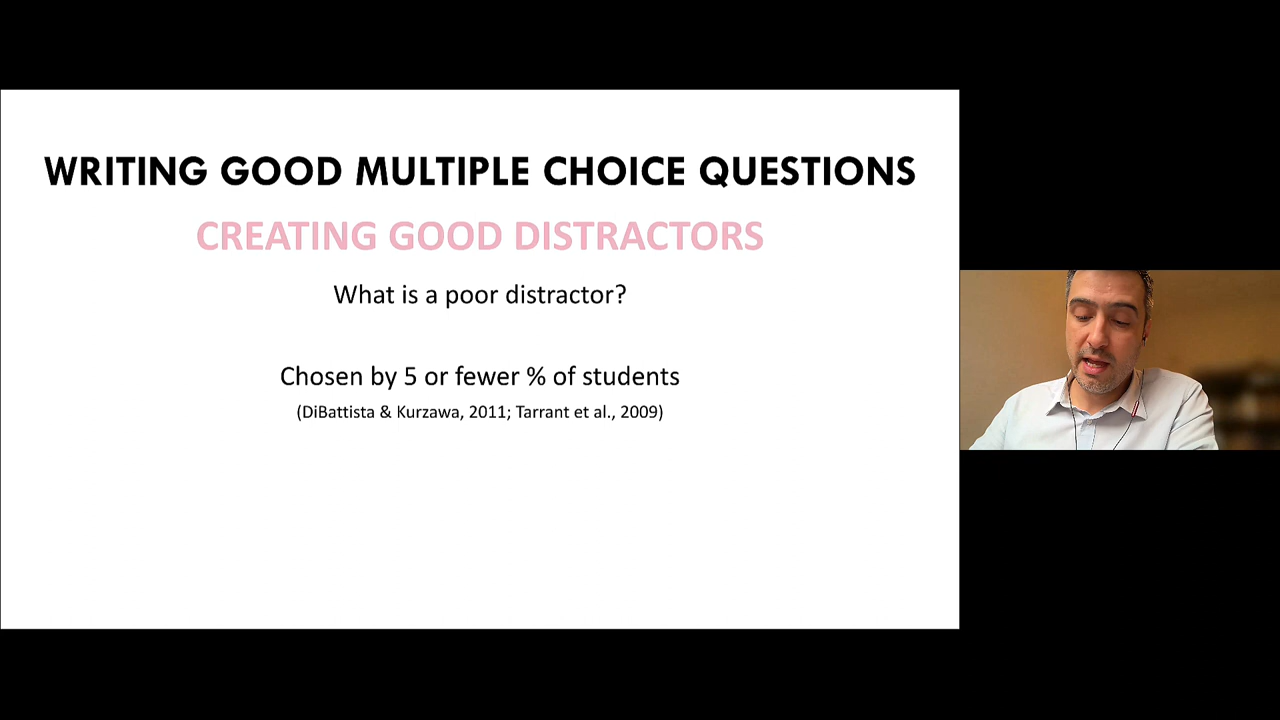 WRITING GOOD MULTIPLE CHOICE QUESTIONS
CREATING GOOD DISTRACTORS
What is a poor distractor?
Chosen by 5 or fewer % of students
(DiBattista & Kurzawa, 2011; Tarrant et al., 2009)